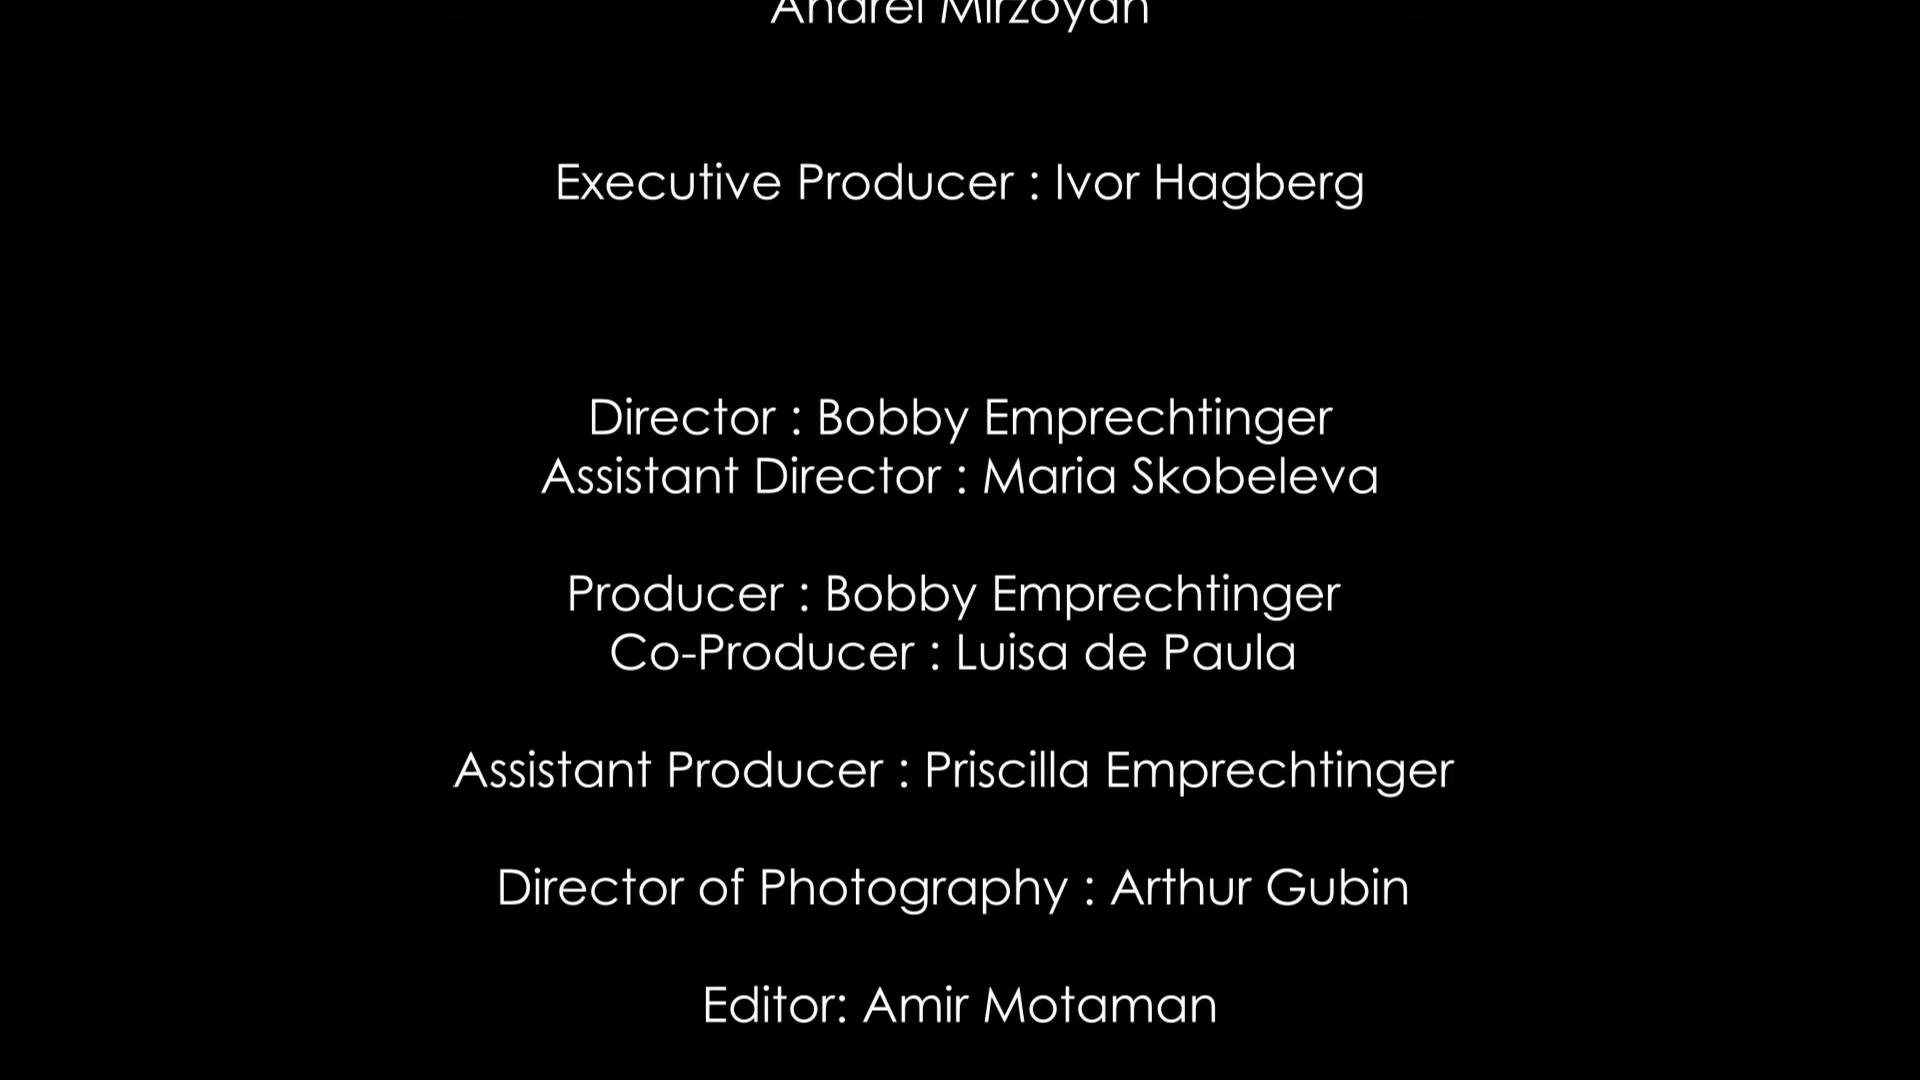 Andrei Mirzoyan
Executive Producer : Ivor Hagberg
Director : Bobby Emprechtinger
Assistant Director : Maria Skobeleva
Producer : Bobby Emprechtinger
Co-Producer : Luisa de Paula
Assistant Producer : Priscilla Emprechtinger
Director of Photography : Arthur Gubin
Editor: Amir Motaman